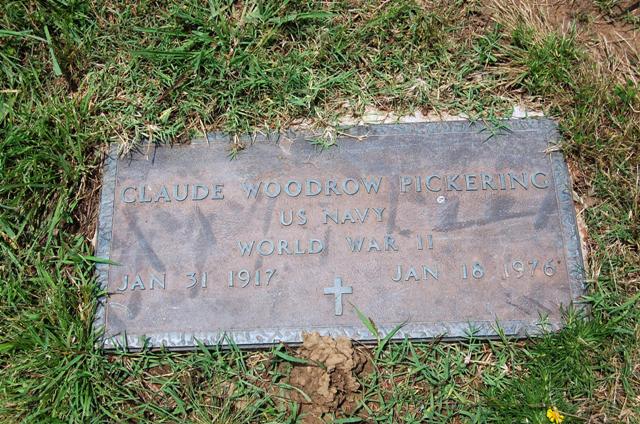 CLAUDE WOODROW PICKERING
US NAVY
WORLD WAR II
JAN 31 1917 JAN 18 1976